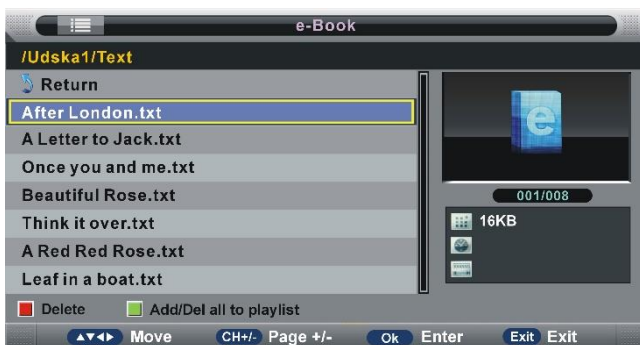 e-Book
/Udska1/Text
Return
After London.txt
A Letter to Jack.txt
Once you and me.txt
Beautiful Rose.txt
Think it over.txt
A Red Red Rose.txt
Leaf in a boat.txt
e
001/008
16KB
Delete Add/Del all to playlist
Move CH+/- Page +/- Ok Enter Exit Exit